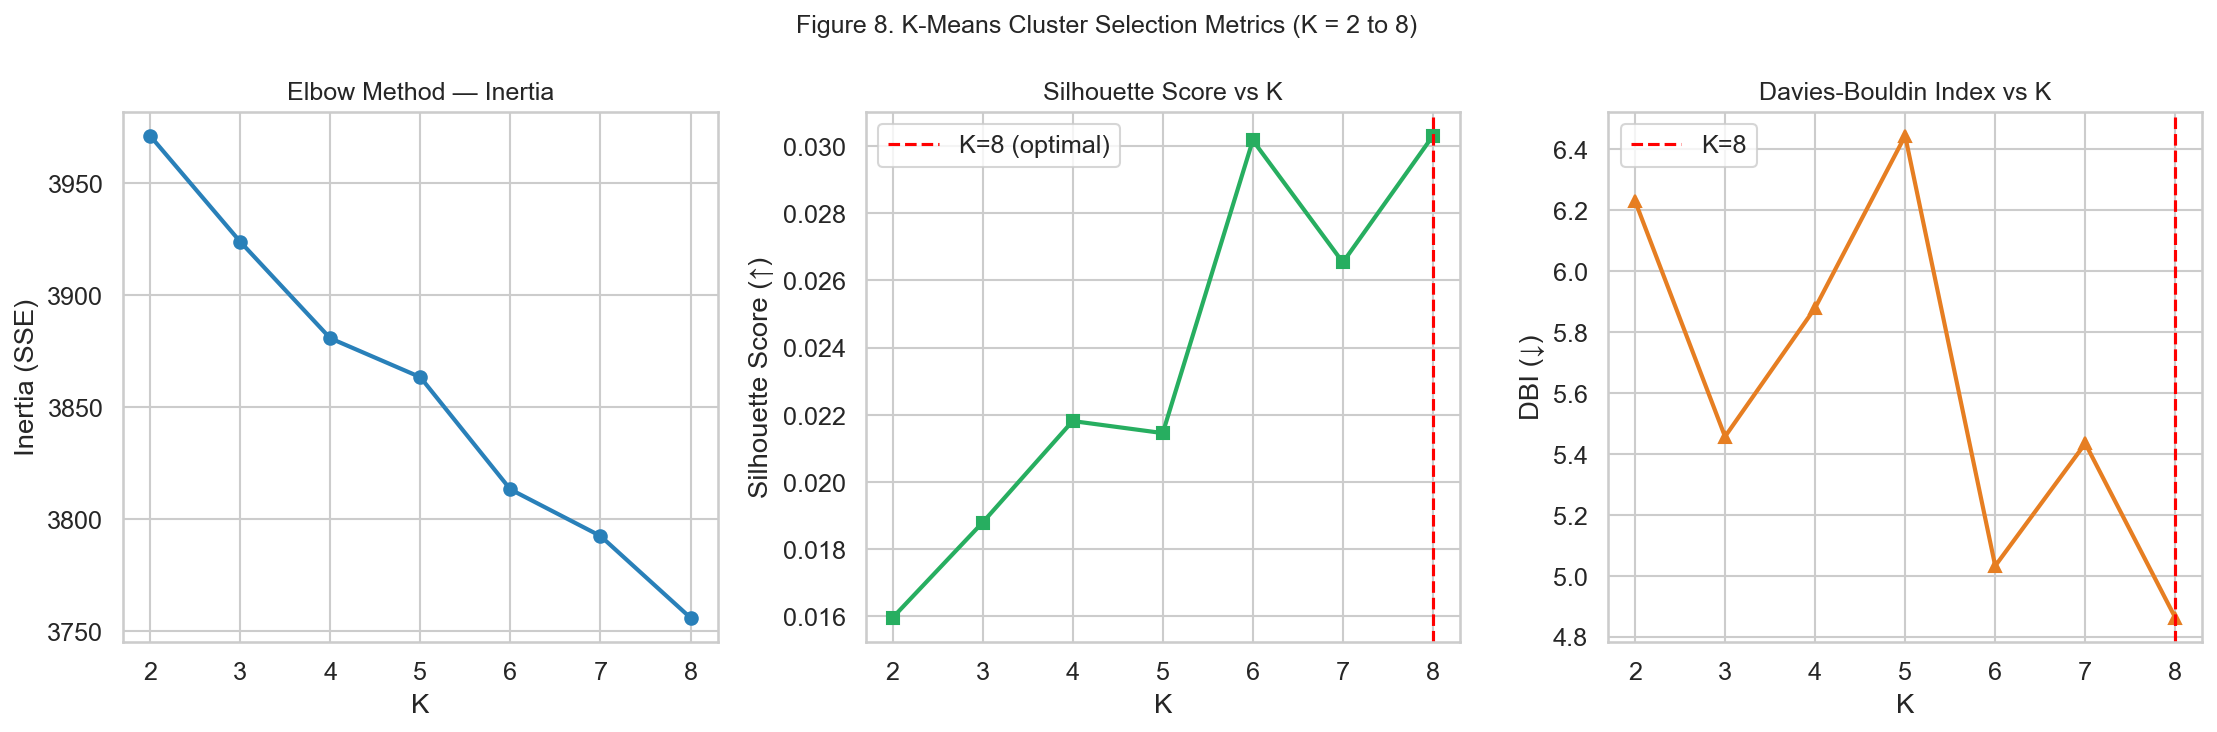 Figure 8. K-Means Cluster Selection Metrics (K = 2 to 8)
Elbow Method — Inertia
Inertia (SSE)
3950
3900
3850
3800
3750
2 3 4 5 6 7 8
K
Silhouette Score vs K
K=8 (optimal)
Silhouette Score (↑)
0.030
0.028
0.026
0.024
0.022
0.020
0.018
0.016
2 3 4 5 6 7 8
K
Davies-Bouldin Index vs K
K=8
DBI (↓)
6.4
6.2
6.0
5.8
5.6
5.4
5.2
5.0
4.8
2 3 4 5 6 7 8
K